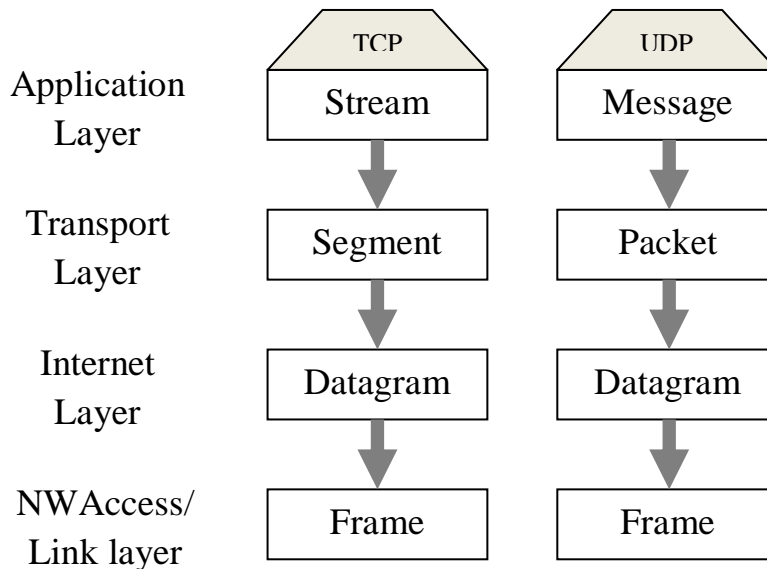 TCP
UDP
Application
Layer
Stream
Message
Transport
Layer
Segment
Packet
Internet
Layer
Datagram
Datagram
NWAccess/
Link layer
Frame
Frame